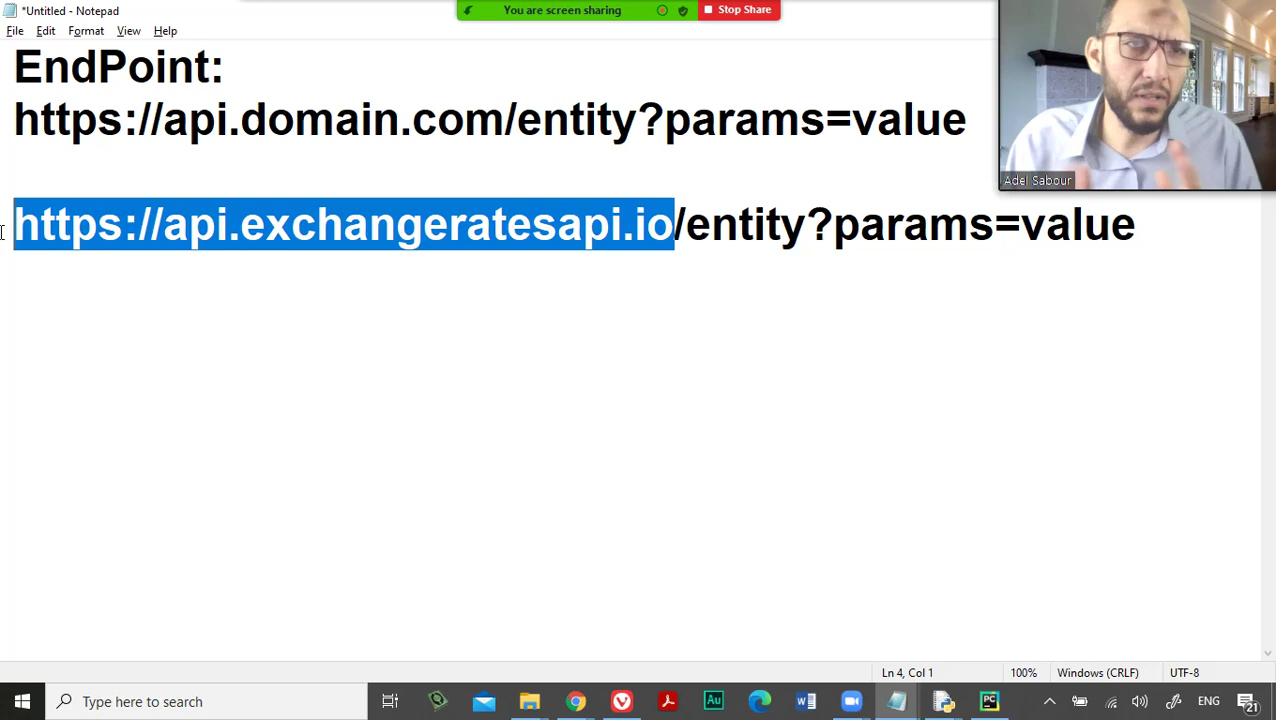 *Untitled - Notepad
You are screen sharing
Stop Share
File Edit Format View Help
EndPoint:
https://api.domain.com/entity?params=value
Adel Sabour
https://api.exchangeratesapi.io/entity?params=value
Ln 4, Col 1
100%
Windows (CRLF)
UTF-8
Type here to search
Au
ENG
21